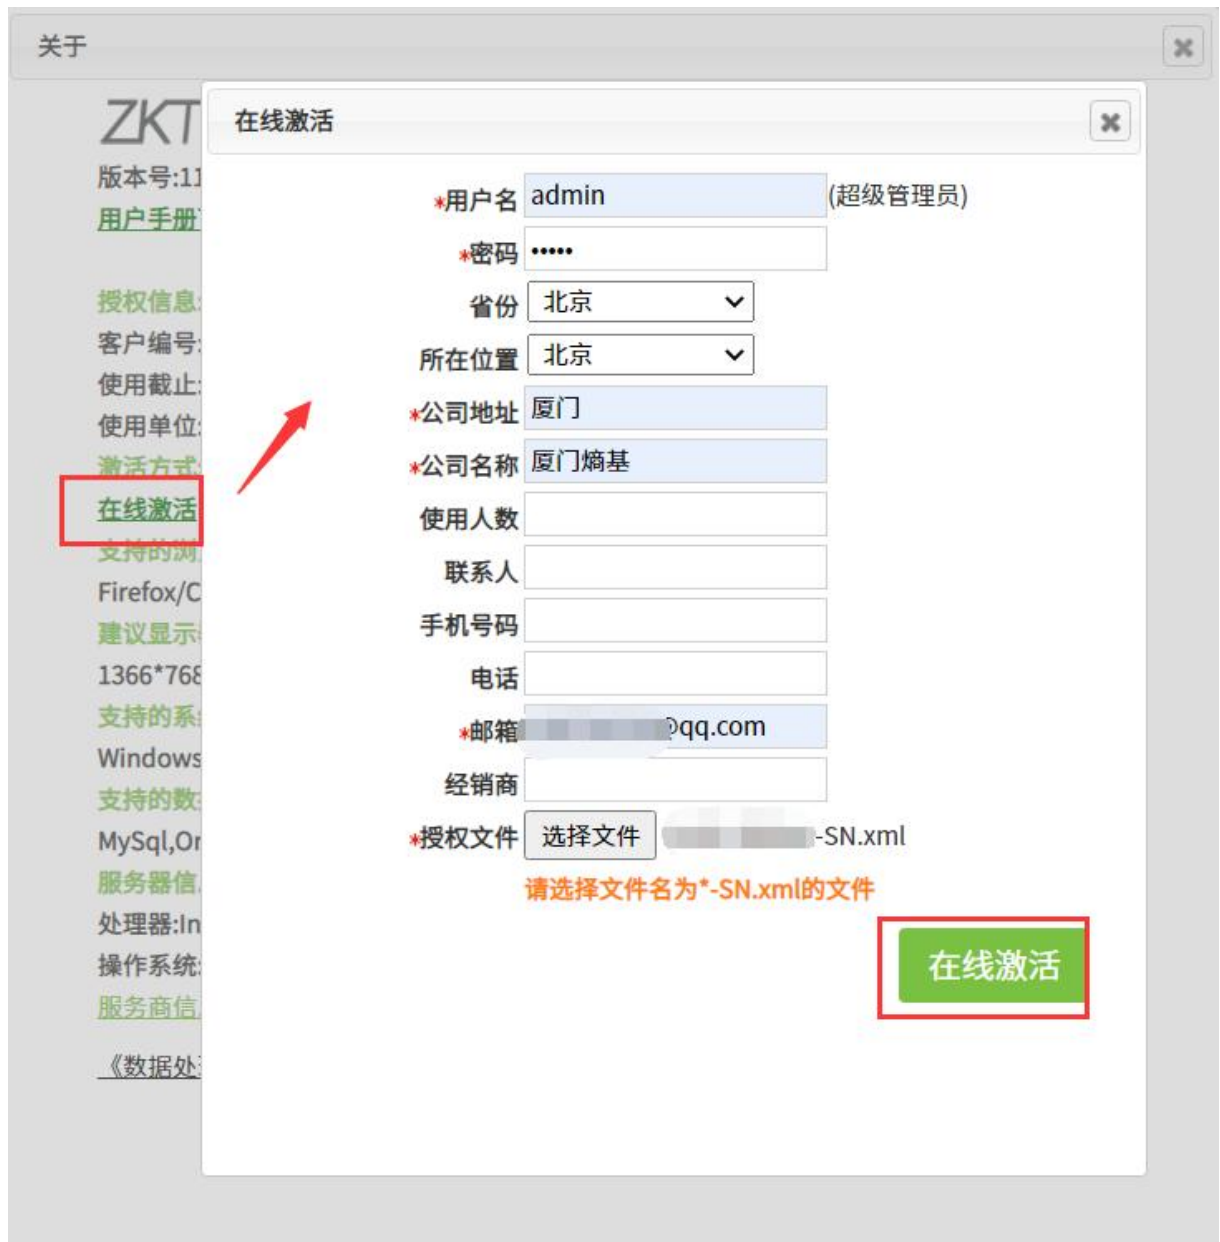 关于
ZKT
版本号:11
用户手册
授权信息:
客户编号:
使用截止:
使用单位:
激活方式:
在线激活
支持的浏
Firefox/C
建议显示
1366*768
支持的系
Windows
支持的数
MySql,Or
服务器信
处理器:In
操作系统:
服务商信
《数据处
在线激活
*用户名 admin (超级管理员)
*密码 •••••
省份 北京
所在位置 北京
*公司地址 厦门
*公司名称 厦门熵基
使用人数
联系人
手机号码
电话
*邮箱 @qq.com
经销商
*授权文件 选择文件 -SN.xml
请选择文件名为*-SN.xml的文件
在线激活